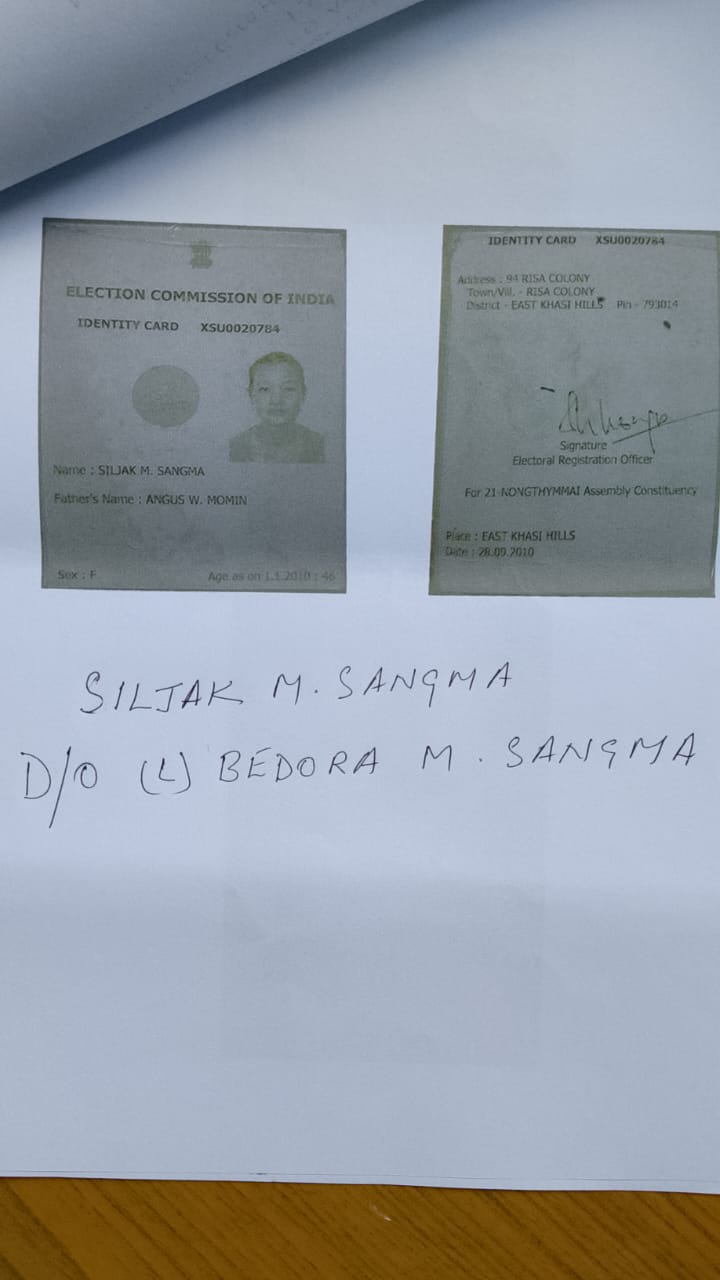 ELECTION COMMISSION OF INDIA
IDENTITY CARD XSU0020784
Name : SILJAK M. SANGMA
Father's Name : ANGUS W. MOMIN
Sex : F Age as on 1.1.2010 : 46
IDENTITY CARD XSU0020784
Address : 94 RISA COLONY
Town/Vill. - RISA COLONY
District - EAST KHASI HILLS Pin - 793014
Signature
Electoral Registration Officer
For 21-NONGTHYMMAI Assembly Constituency
Place : EAST KHASI HILLS
Date : 28.09.2010
SILJAK M. SANGMA
D/O (L) BEDORA M. SANGMA